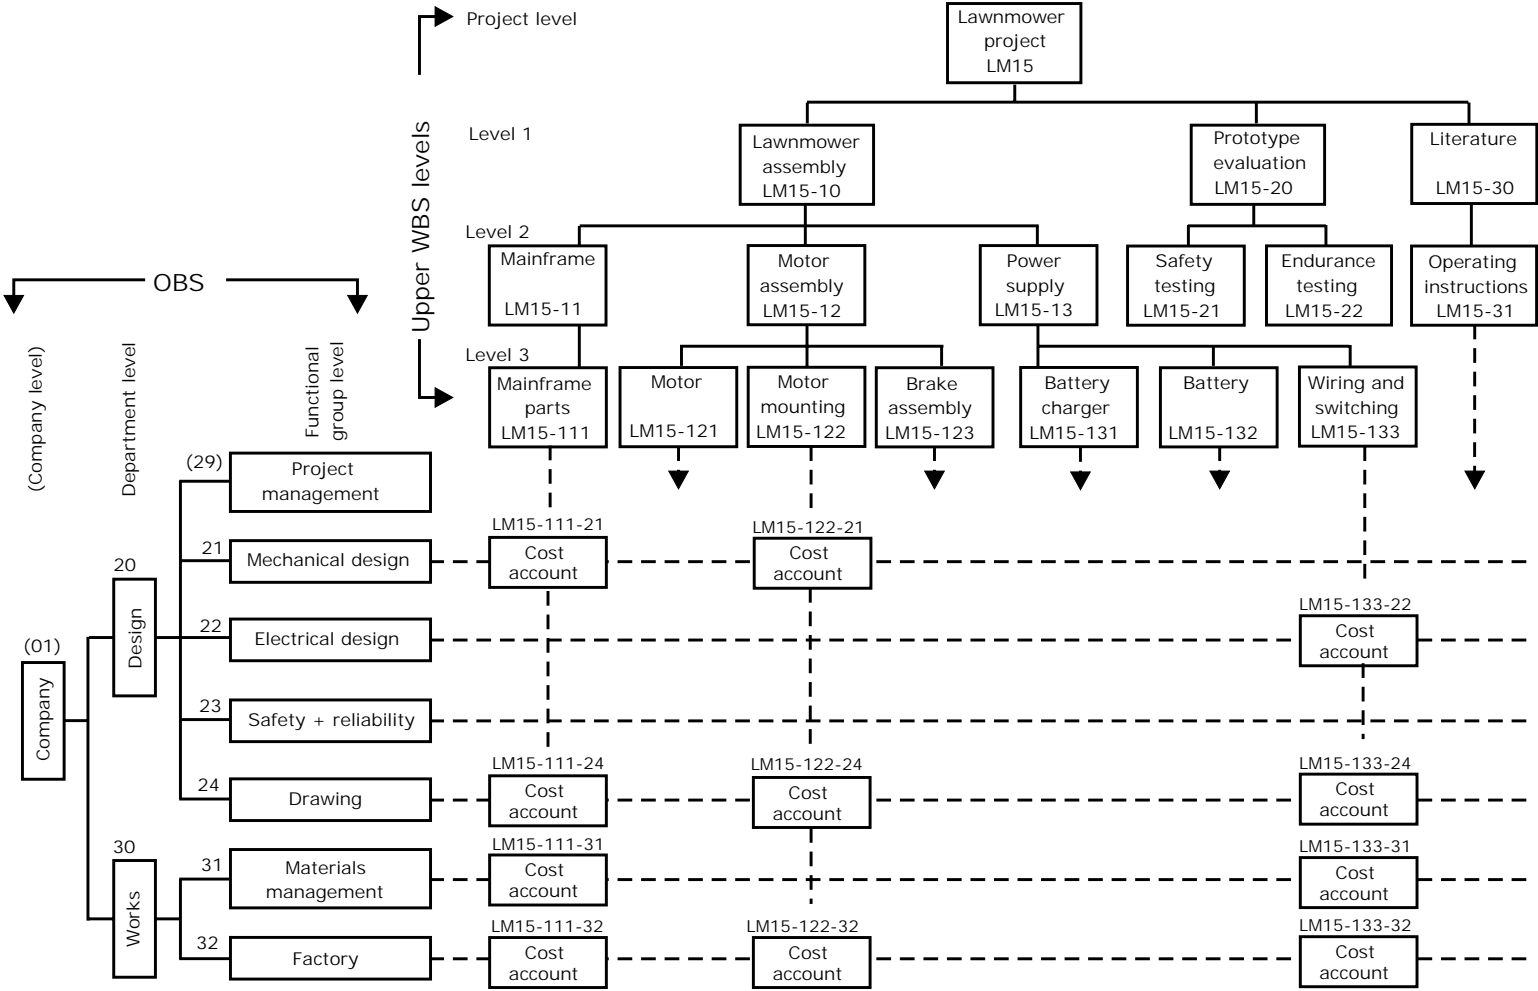 Project level
Lawnmower
project
LM15
Upper WBS levels
Level 1
Lawnmower
assembly
LM15-10
Prototype
evaluation
LM15-20
Literature
LM15-30
Level 2
Mainframe
LM15-11
Motor
assembly
LM15-12
Power
supply
LM15-13
Safety
testing
LM15-21
Endurance
testing
LM15-22
Operating
instructions
LM15-31
OBS
(Company level)
Department level
Functional
group level
Level 3
Mainframe
parts
LM15-111
Motor
LM15-121
Motor
mounting
LM15-122
Brake
assembly
LM15-123
Battery
charger
LM15-131
Battery
LM15-132
Wiring and
switching
LM15-133
(29)
Project
management
LM15-111-21
LM15-122-21
21
Mechanical design
Cost
account
Cost
account
20
Design
LM15-133-22
22
Electrical design
Cost
account
(01)
Company
23
Safety + reliability
LM15-111-24
LM15-122-24
LM15-133-24
24
Drawing
Cost
account
Cost
account
Cost
account
30
Works
LM15-111-31
LM15-133-31
31
Materials
management
Cost
account
Cost
account
LM15-111-32
LM15-122-32
LM15-133-32
32
Factory
Cost
account
Cost
account
Cost
account